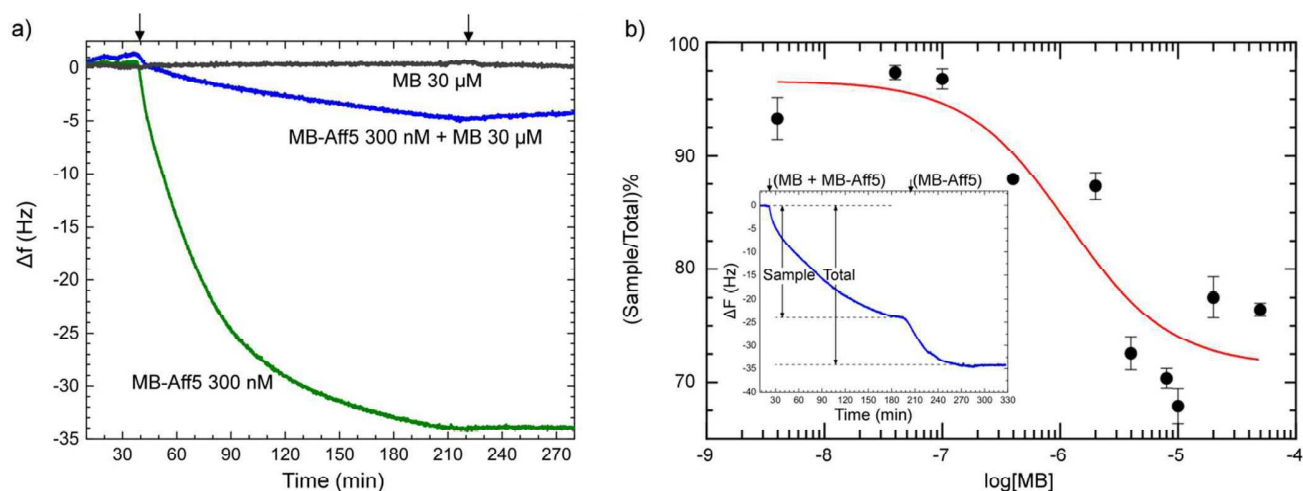 a)
0
-5
-10
-15
-20
-25
-30
-35
Δf (Hz)
MB 30 µM
MB-Aff5 300 nM + MB 30 µM
MB-Aff5 300 nM
30 60 90 120 150 180 210 240 270
Time (min)
b)
100
90
80
70
(Sample/Total)%
(MB + MB-Aff5) (MB-Aff5)
0
-5
-10
-15
-20
-25
-30
-35
-40
ΔF (Hz)
Sample Total
30 60 90 120 150 180 210 240 270 300 330
Time (min)
-9 -8 -7 -6 -5 -4
log[MB]